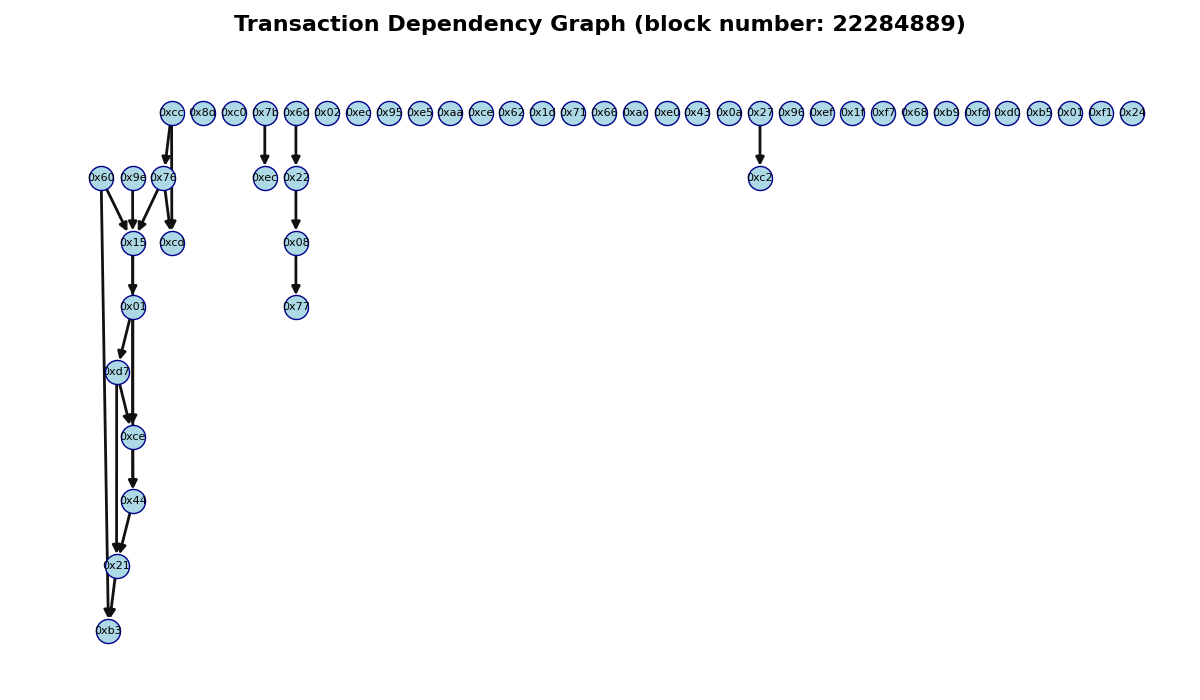 Transaction Dependency Graph (block number: 22284889)
0xcc 0x8d 0xc0 0x7b 0x6d 0x02 0xec 0x95 0xe5 0xaa 0xce 0x62 0x1d 0x71 0x66 0xac 0xe0 0x43 0x0a 0x27 0x96 0xef 0x1f 0xf7 0x68 0xb9 0xfd 0xd0 0xb5 0x01 0xf1 0x24
0x60 0x9e 0x76 0xec 0x22 0xc2
0x15 0xcd 0x08
0x01 0x77
0xd7
0xce
0x44
0x21
0xb3